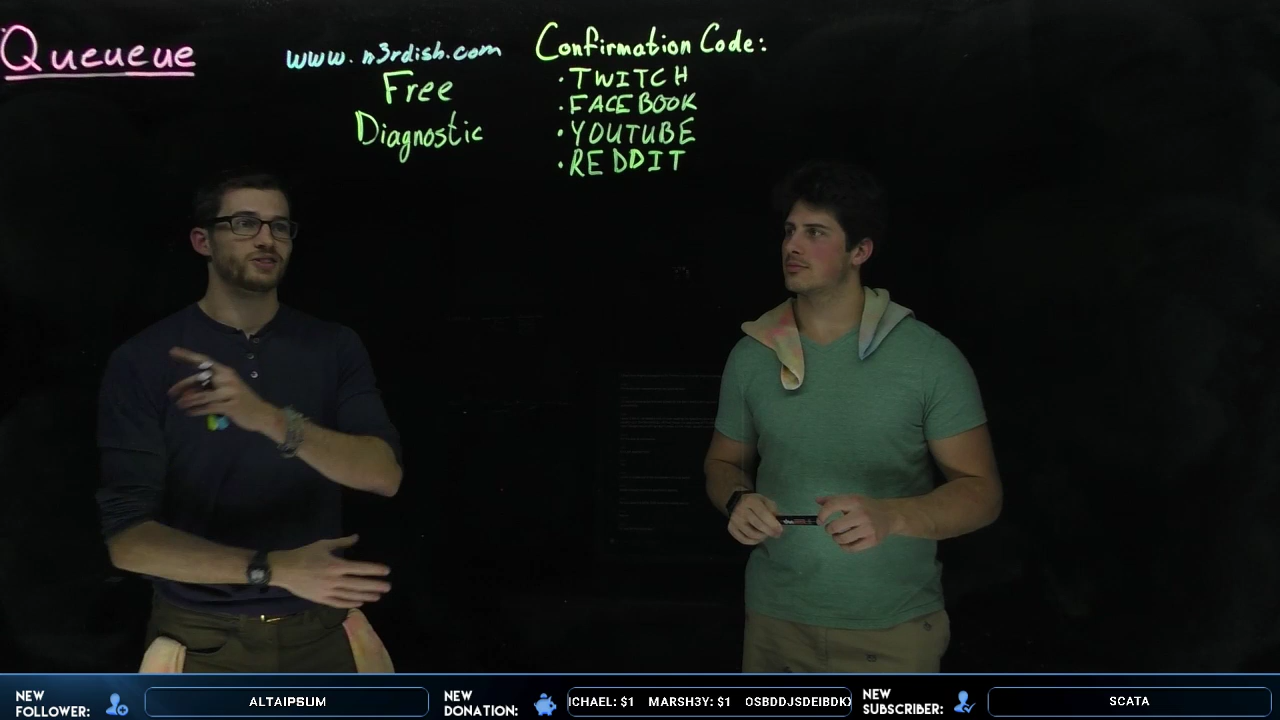 Queueue
www.n3rdish.com
Free
Diagnostic
Confirmation Code:
• TWITCH
• FACEBOOK
• YOUTUBE
• REDDIT
NEW FOLLOWER:
ALTAIPSUM
NEW DONATION:
ICHAEL: $1 MARSH3Y: $1 OSBDDJSDEIBDK
NEW SUBSCRIBER:
SCATA